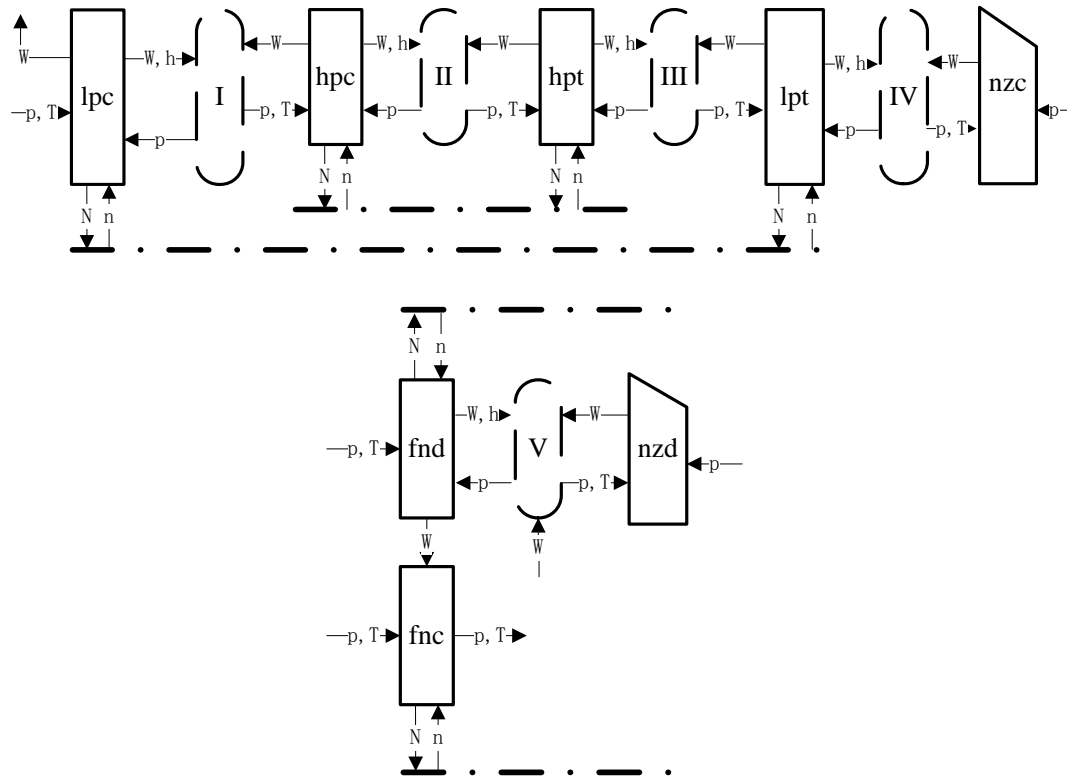 W W,h W W,h W W,h W W,h W
lpc I hpc II hpt III lpt IV nzc
p,T p p,T p p,T p p,T p p,T p
N n N n N n N n
N n
W,h W
fnd V nzd
p,T p p,T p
W W
p,T fnc p,T
N n